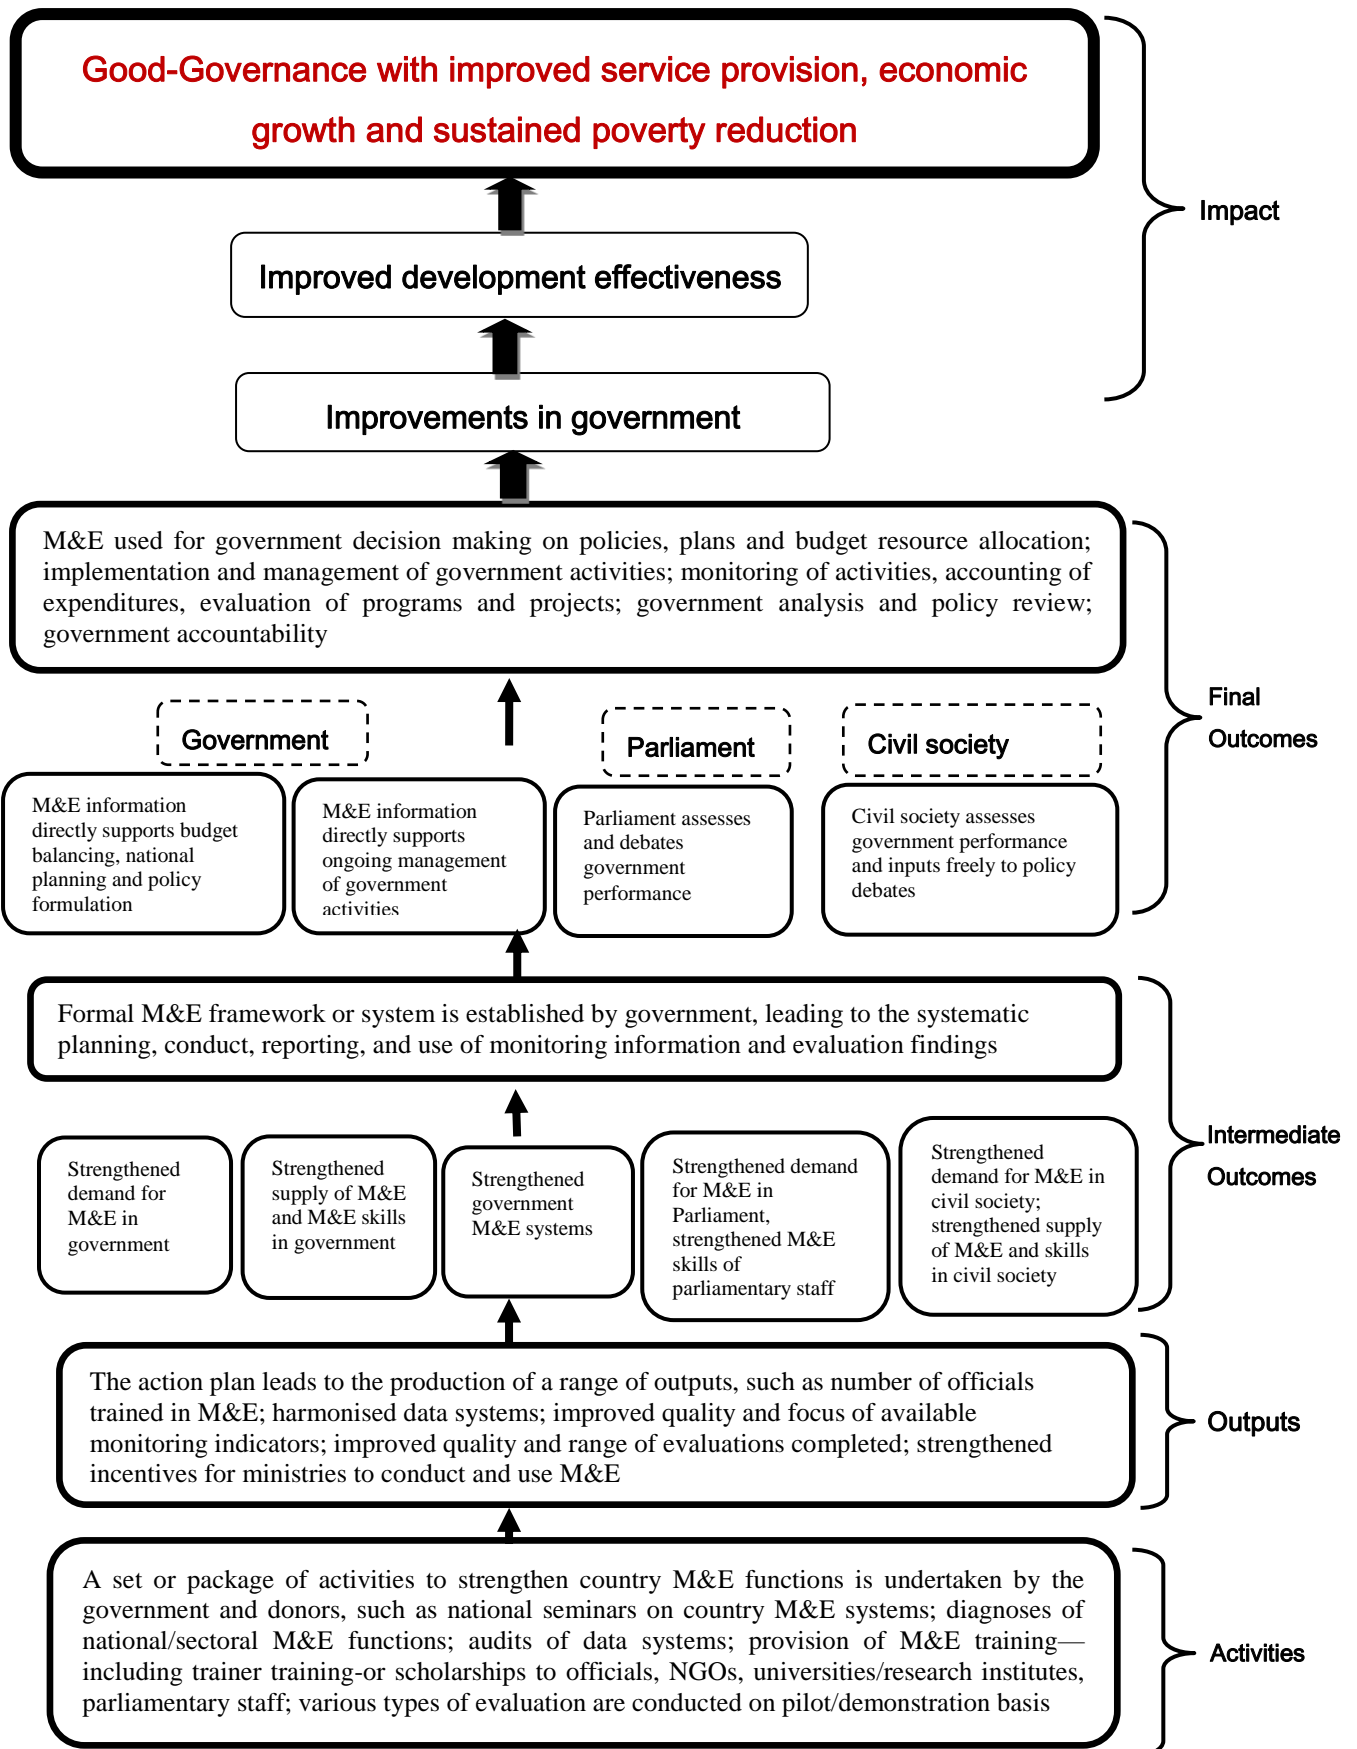 Good-Governance with improved service provision, economic
growth and sustained poverty reduction
Impact
Improved development effectiveness
Improvements in government
M&E used for government decision making on policies, plans and budget resource allocation;
implementation and management of government activities; monitoring of activities, accounting of
expenditures, evaluation of programs and projects; government analysis and policy review;
government accountability
Final
Outcomes
Government
Parliament
Civil society
M&E information
directly supports budget
balancing, national
planning and policy
formulation
M&E information
directly supports
ongoing management
of government
activities
Parliament assesses
and debates
government
performance
Civil society assesses
government performance
and inputs freely to policy
debates
Formal M&E framework or system is established by government, leading to the systematic
planning, conduct, reporting, and use of monitoring information and evaluation findings
Intermediate
Outcomes
Strengthened
demand for
M&E in
government
Strengthened
supply of M&E
and M&E skills
in government
Strengthened
government
M&E systems
Strengthened demand
for M&E in
Parliament,
strengthened M&E
skills of
parliamentary staff
Strengthened
demand for M&E in
civil society;
strengthened supply
of M&E and skills
in civil society
The action plan leads to the production of a range of outputs, such as number of officials
trained in M&E; harmonised data systems; improved quality and focus of available
monitoring indicators; improved quality and range of evaluations completed; strengthened
incentives for ministries to conduct and use M&E
Outputs
A set or package of activities to strengthen country M&E functions is undertaken by the
government and donors, such as national seminars on country M&E systems; diagnoses of
national/sectoral M&E functions; audits of data systems; provision of M&E training—
including trainer training-or scholarships to officials, NGOs, universities/research institutes,
parliamentary staff; various types of evaluation are conducted on pilot/demonstration basis
Activities